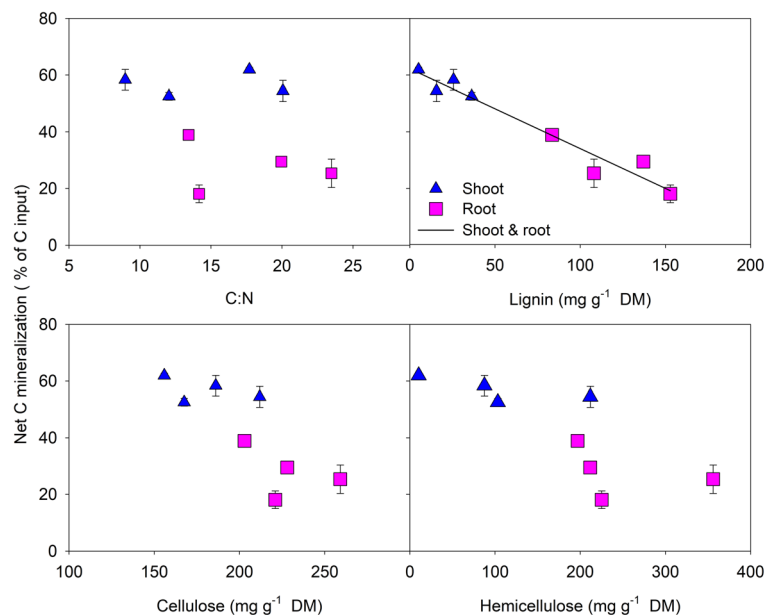 Net C mineralization ( % of C input)
80
60
40
20
0
5 10 15 20 25
C:N
Shoot
Root
Shoot & root
0 50 100 150 200
Lignin (mg g⁻¹ DM)
80
60
40
20
0
100 150 200 250
Cellulose (mg g⁻¹ DM)
0 100 200 300 400
Hemicellulose (mg g⁻¹ DM)